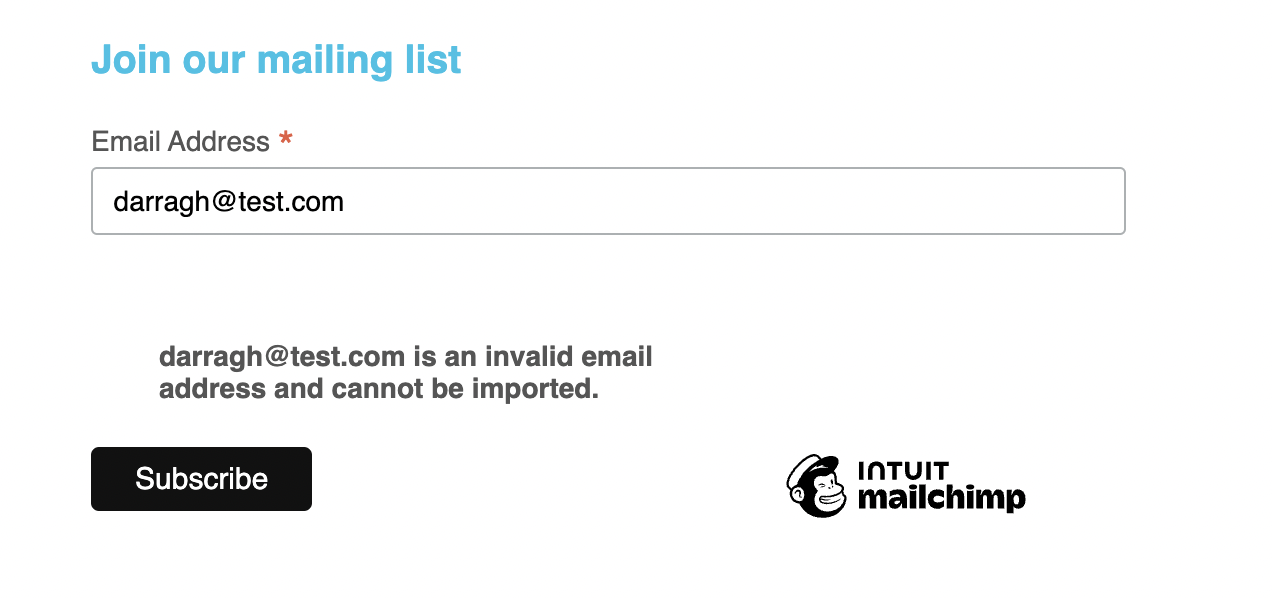 Join our mailing list
Email Address *
darragh@test.com
darragh@test.com is an invalid email
address and cannot be imported.
Subscribe
INTUIT
mailchimp